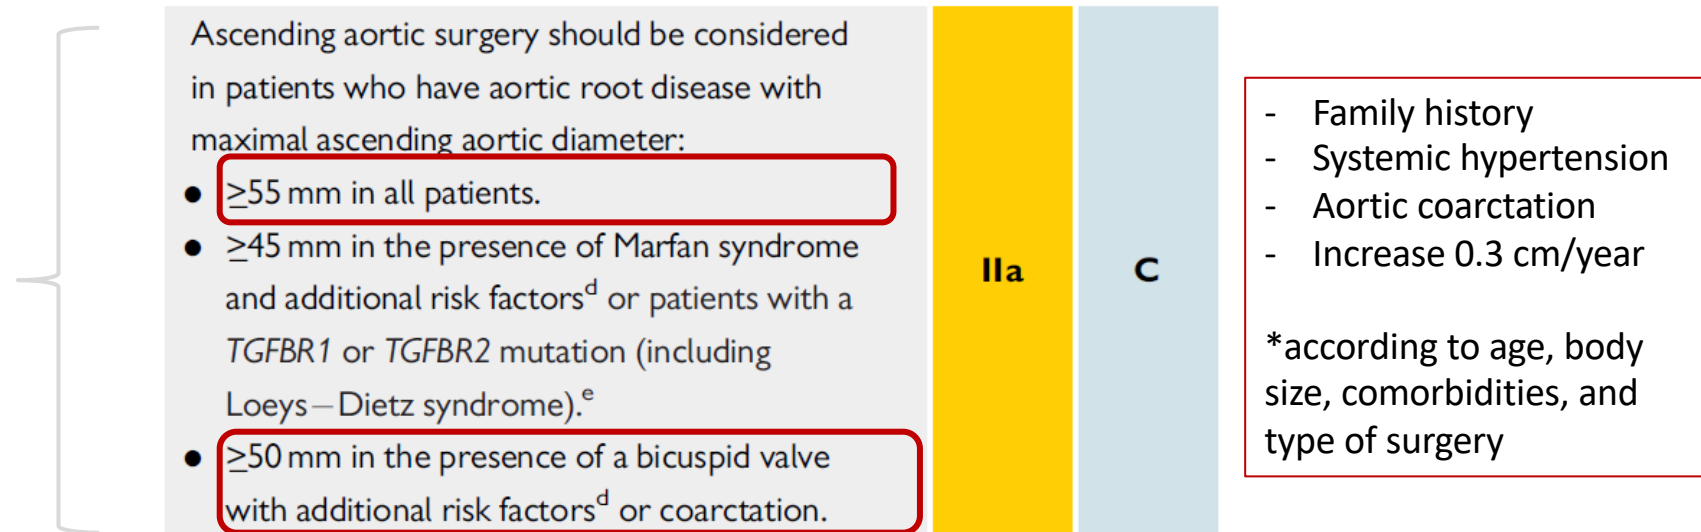 Ascending aortic surgery should be considered
in patients who have aortic root disease with
maximal ascending aortic diameter:
● ≥55 mm in all patients.
● ≥45 mm in the presence of Marfan syndrome
and additional risk factorsᵈ or patients with a
TGFBR1 or TGFBR2 mutation (including
Loeys–Dietz syndrome).ᵉ
● ≥50 mm in the presence of a bicuspid valve
with additional risk factorsᵈ or coarctation.
IIa
C
- Family history
- Systemic hypertension
- Aortic coarctation
- Increase 0.3 cm/year
*according to age, body
size, comorbidities, and
type of surgery